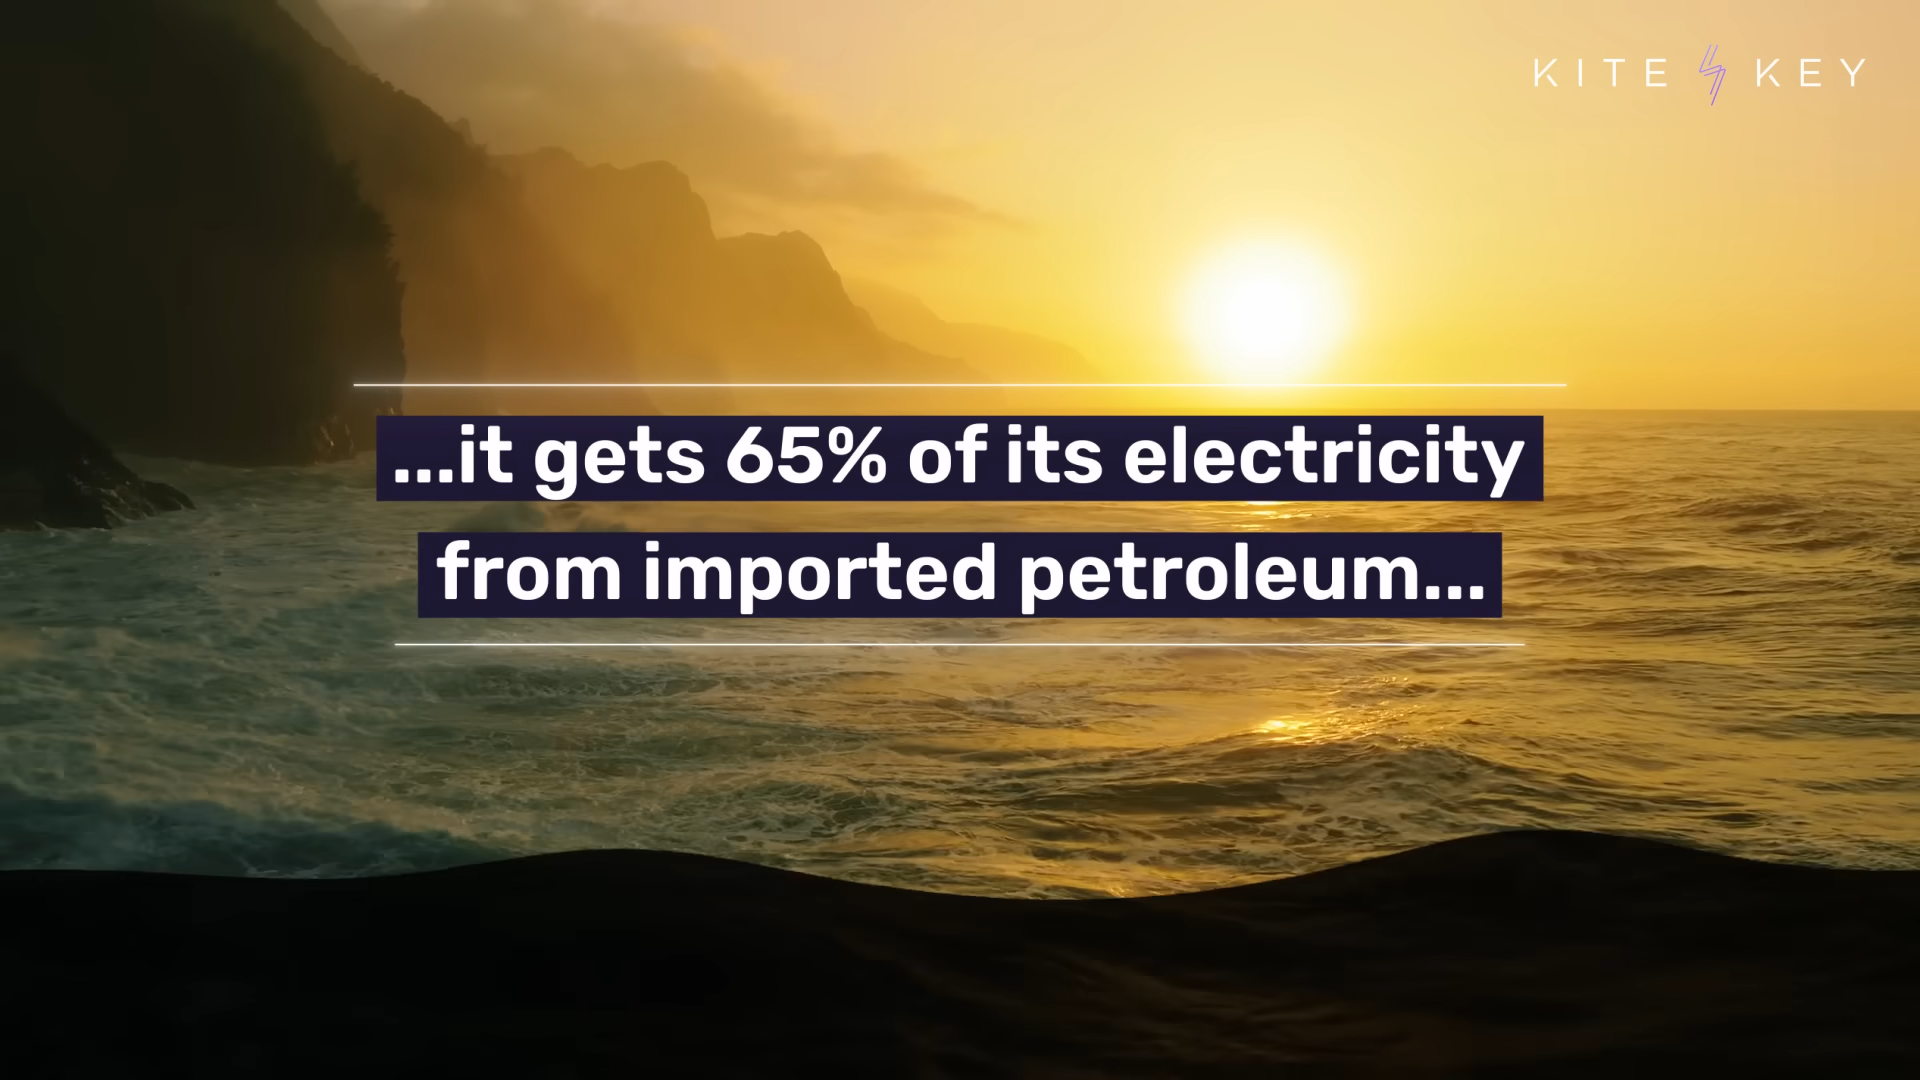 KITE KEY
...it gets 65% of its electricity
from imported petroleum...